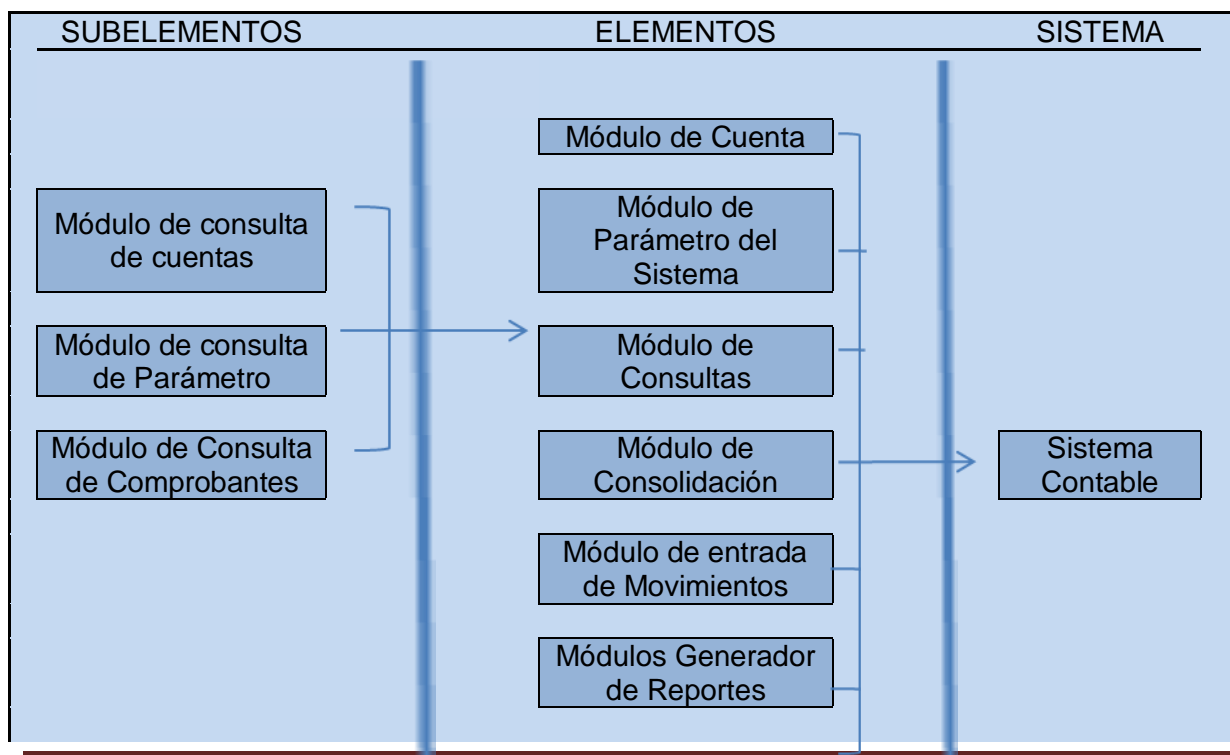 SUBELEMENTOS
ELEMENTOS
SISTEMA
Módulo de consulta
de cuentas
Módulo de consulta
de Parámetro
Módulo de Consulta
de Comprobantes
Módulo de Cuenta
Módulo de
Parámetro del
Sistema
Módulo de
Consultas
Módulo de
Consolidación
Módulo de entrada
de Movimientos
Módulos Generador
de Reportes
Sistema
Contable